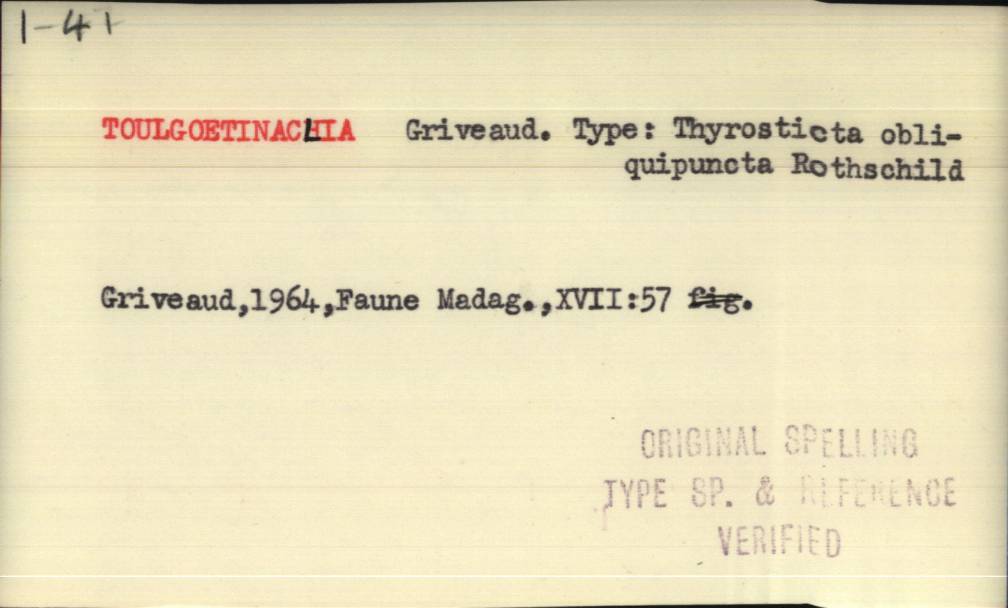 1-41
TOULGOETINACLIA Griveaud. Type: Thyrosticta obli-
quipuncta Rothschild
Griveaud,1964,Faune Madag.,XVII:57 fig.
ORIGINAL SPELLING
TYPE SP. & REFERENCE
VERIFIED